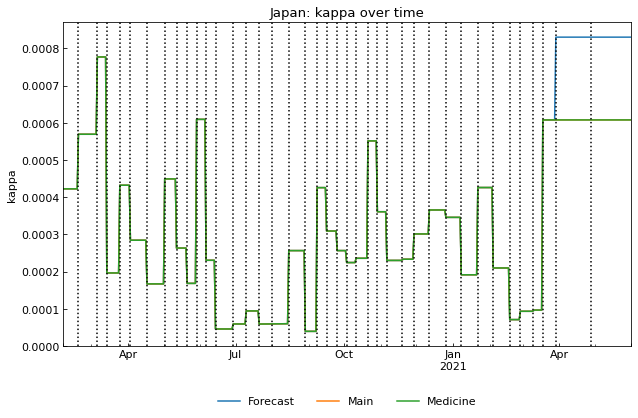 Japan: kappa over time
0.0008
0.0007
0.0006
0.0005
0.0004
0.0003
0.0002
0.0001
0.0000
kappa
Apr Jul Oct Jan Apr
2021
Forecast Main Medicine